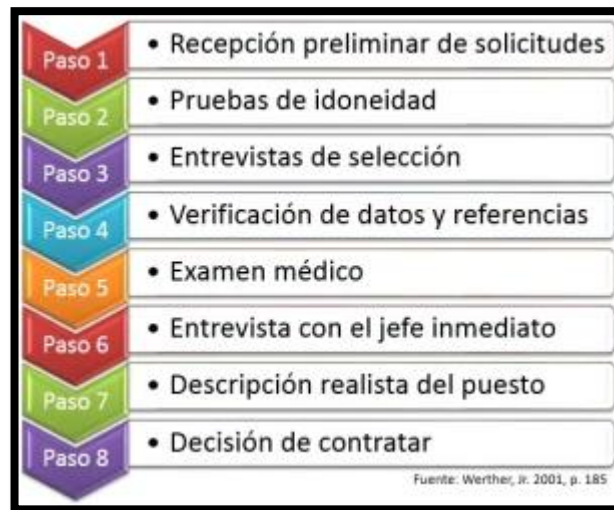 Paso 1
• Recepción preliminar de solicitudes
Paso 2
• Pruebas de idoneidad
Paso 3
• Entrevistas de selección
Paso 4
• Verificación de datos y referencias
Paso 5
• Examen médico
Paso 6
• Entrevista con el jefe inmediato
Paso 7
• Descripción realista del puesto
Paso 8
• Decisión de contratar
Fuente: Werther, Jr. 2001, p. 185